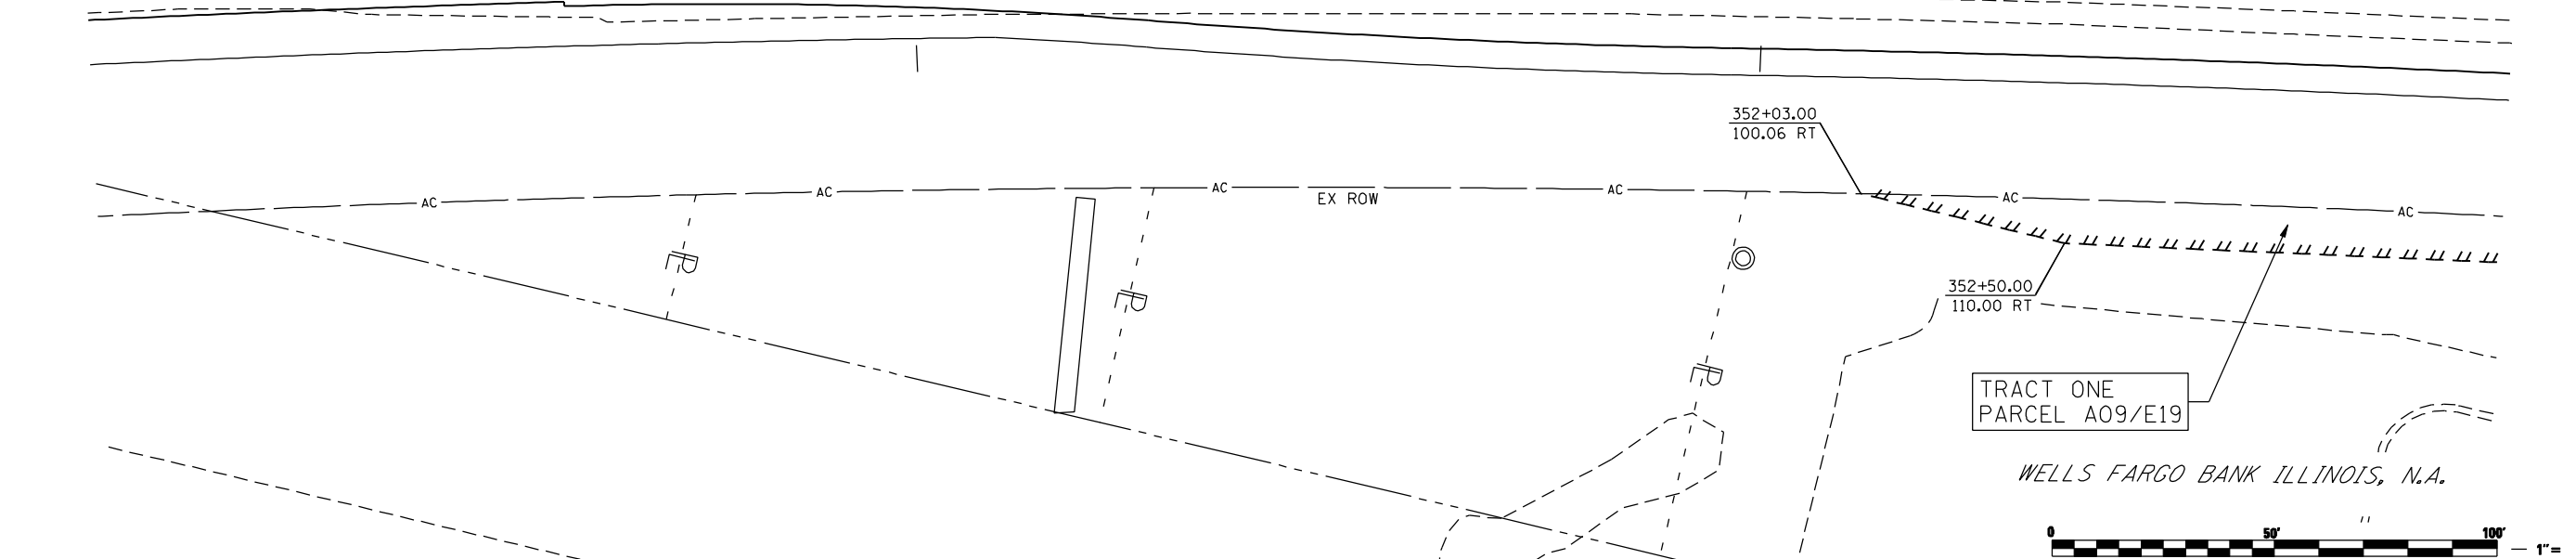 352+03.00
100.06 RT
AC AC AC AC AC AC
EX ROW
P
P
P
352+50.00
110.00 RT
TRACT ONE
PARCEL A09/E19
WELLS FARGO BANK ILLINOIS, N.A.
0 50' 100'
1"=